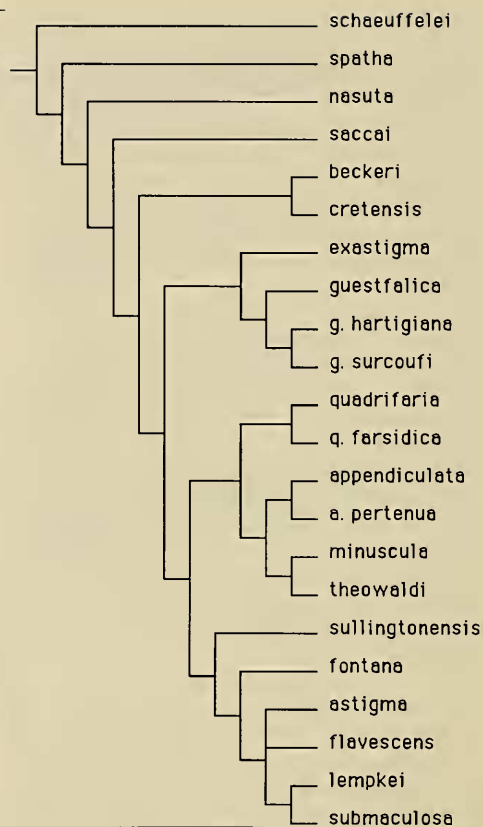 schaeuffelei
spatha
nasuta
saccai
beckeri
cretensis
exastigma
guestfalica
g. hartigiana
g. surcoufi
quadrifaria
q. farsidica
appendiculata
a. pertenua
minuscula
theowaldi
sullingtonensis
fontana
astigma
flavescens
lempkei
submaculosa